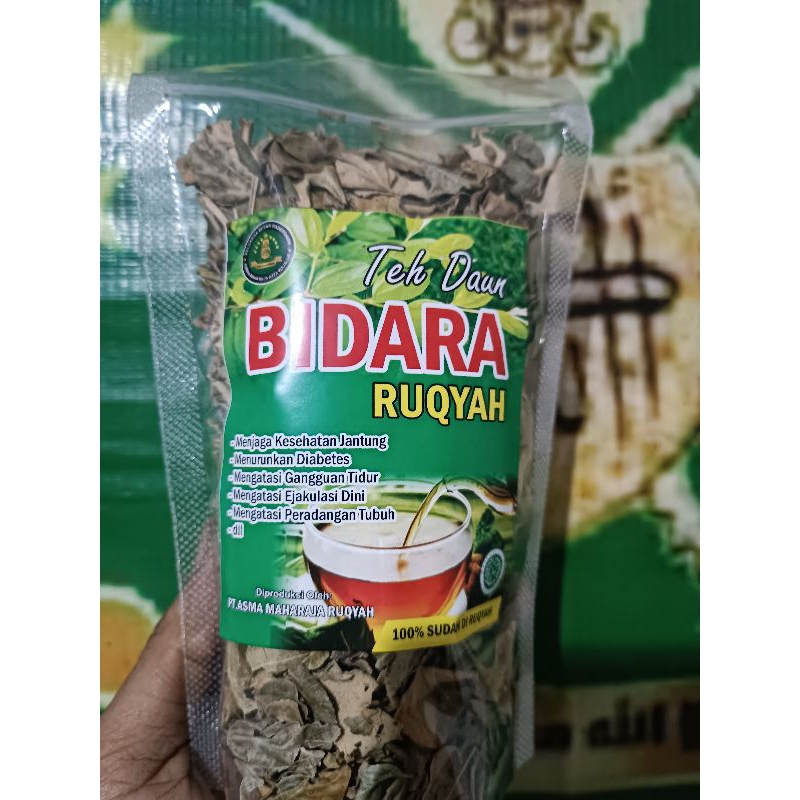 Teh Daun
BIDARA
RUQYAH
-Menjaga Kesehatan Jantung
-Menurunkan Diabetes
-Mengatasi Gangguan Tidur
-Mengatasi Ejakulasi Dini
-Mengatasi Peradangan Tubuh
-dll
Diproduksi Oleh:
PT.ASMA MAHARAJA RUQYAH
100% SUDAH DI RUQYAH
الله